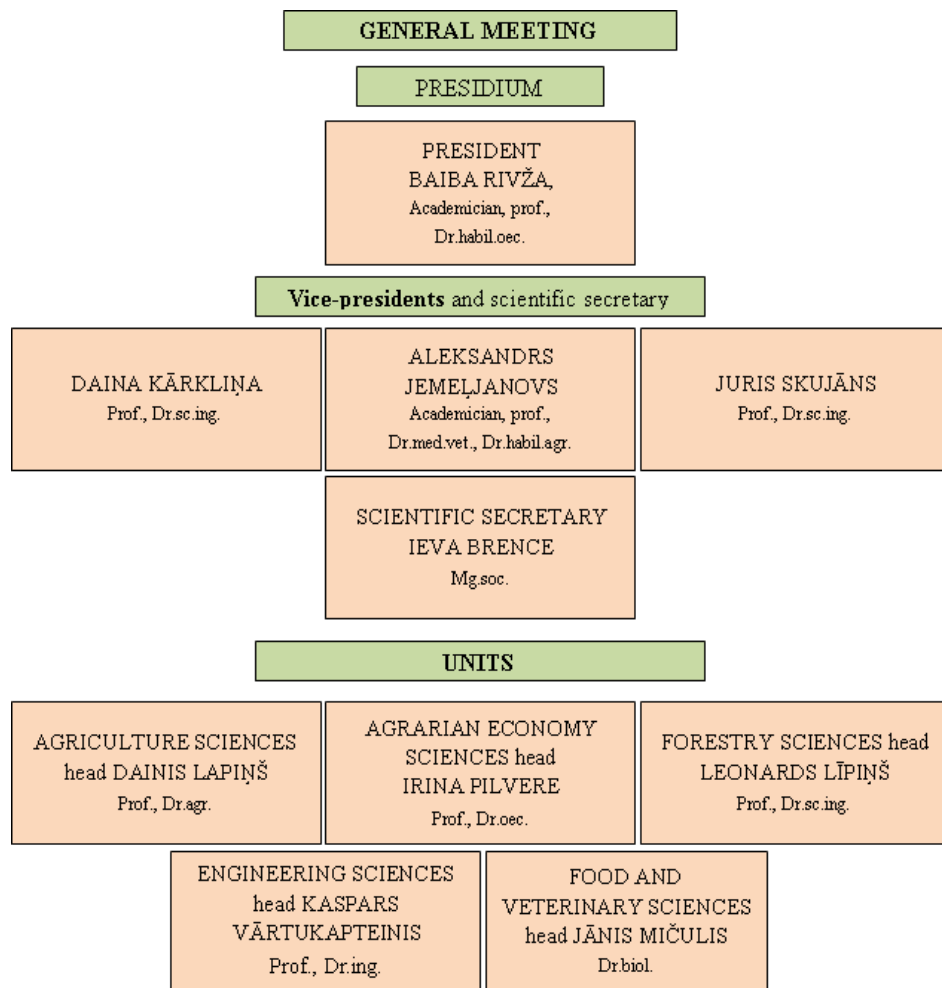 GENERAL MEETING
PRESIDIUM
PRESIDENT
BAIBA RIVŽA,
Academician, prof.,
Dr.habil.oec.
Vice-presidents and scientific secretary
DAINA KĀRKLIŅA
Prof., Dr.sc.ing.
ALEKSANDRS
JEMEĻJANOVS
Academician, prof.,
Dr.med.vet., Dr.habil.agr.
JURIS SKUJĀNS
Prof., Dr.sc.ing.
SCIENTIFIC SECRETARY
IEVA BRENCE
Mg.soc.
UNITS
AGRICULTURE SCIENCES
head DAINIS LAPIŅŠ
Prof., Dr.agr.
AGRARIAN ECONOMY
SCIENCES head
IRINA PILVERE
Prof., Dr.oec.
FORESTRY SCIENCES head
LEONARDS LĪPIŅŠ
Prof., Dr.sc.ing.
ENGINEERING SCIENCES
head KASPARS
VĀRTUKAPTEINIS
Prof., Dr.ing.
FOOD AND
VETERINARY SCIENCES
head JĀNIS MIČULIS
Dr.biol.